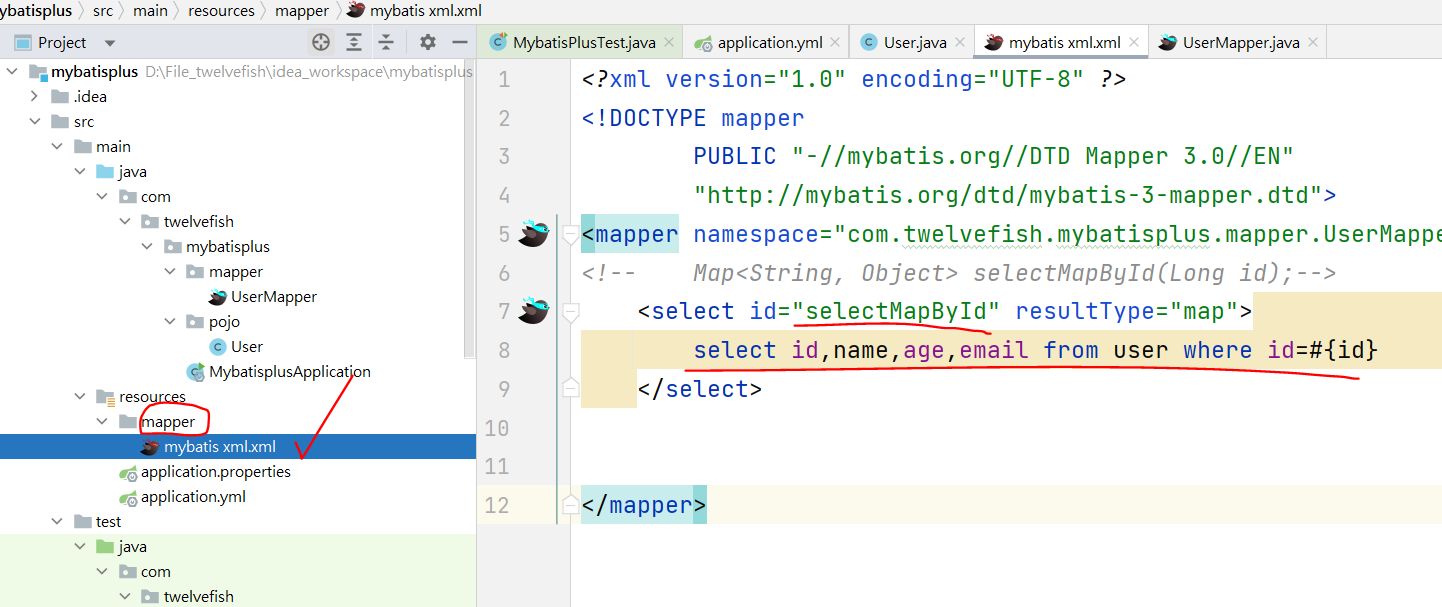 ybatisplus > src > main > resources > mapper > mybatis xml.xml
Project
mybatisplus D:\File_twelvefish\idea_workspace\mybatisplus
.idea
src
main
java
com
twelvefish
mybatisplus
mapper
UserMapper
pojo
User
MybatisplusApplication
resources
mapper
mybatis xml.xml
application.properties
application.yml
test
java
com
twelvefish
MybatisPlusTest.java × application.yml × User.java × mybatis xml.xml × UserMapper.java ×
1 <?xml version="1.0" encoding="UTF-8" ?>
2 <!DOCTYPE mapper
3 PUBLIC "-//mybatis.org//DTD Mapper 3.0//EN"
4 "http://mybatis.org/dtd/mybatis-3-mapper.dtd">
5 <mapper namespace="com.twelvefish.mybatisplus.mapper.UserMappe
6 <!-- Map<String, Object> selectMapById(Long id);-->
7 <select id="selectMapById" resultType="map">
8 select id,name,age,email from user where id=#{id}
9 </select>
10
11
12 </mapper>